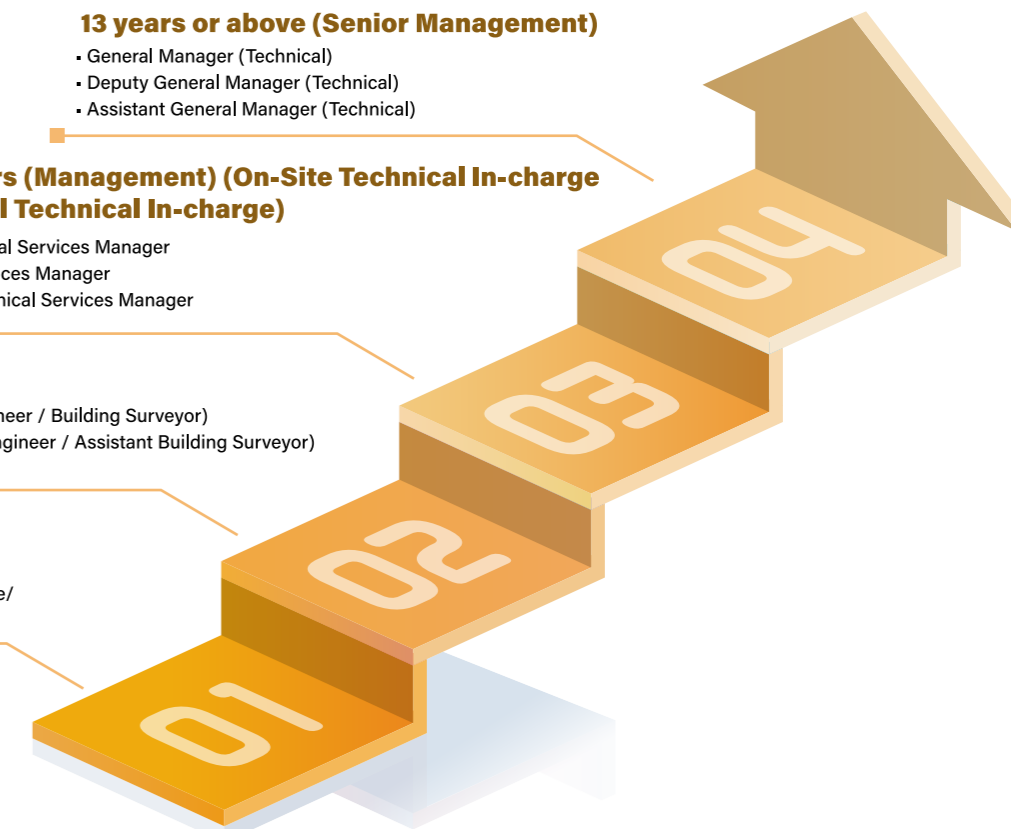 13 years or above (Senior Management)
▪ General Manager (Technical)
▪ Deputy General Manager (Technical)
▪ Assistant General Manager (Technical)
rs (Management) (On-Site Technical In-charge
l Technical In-charge)
al Services Manager
ces Manager
nical Services Manager
neer / Building Surveyor)
ngineer / Assistant Building Surveyor)
e/
04
03
02
01